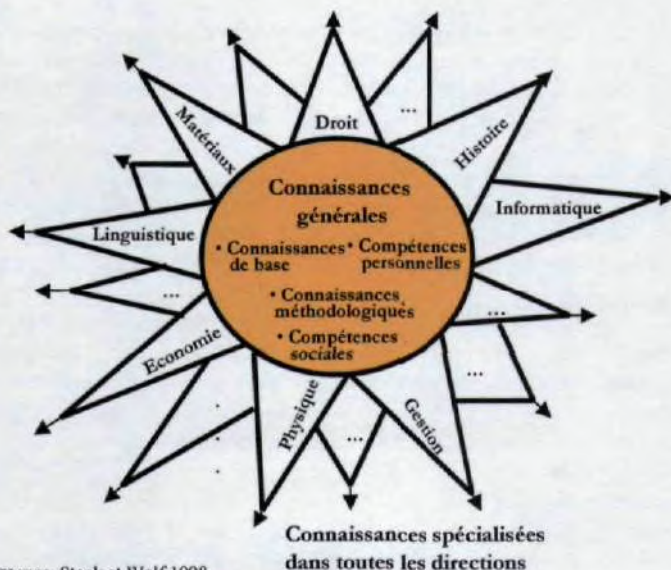 Droit
...
Histoire
Matériaux
Informatique
Linguistique
Connaissances
générales
• Connaissances
de base
• Compétences
personnelles
• Connaissances
méthodologiques
• Compétences
sociales
...
...
Economie
...
Physique
...
Gestion
.
.
.
Connaissances spécialisées
dans toutes les directions
1998